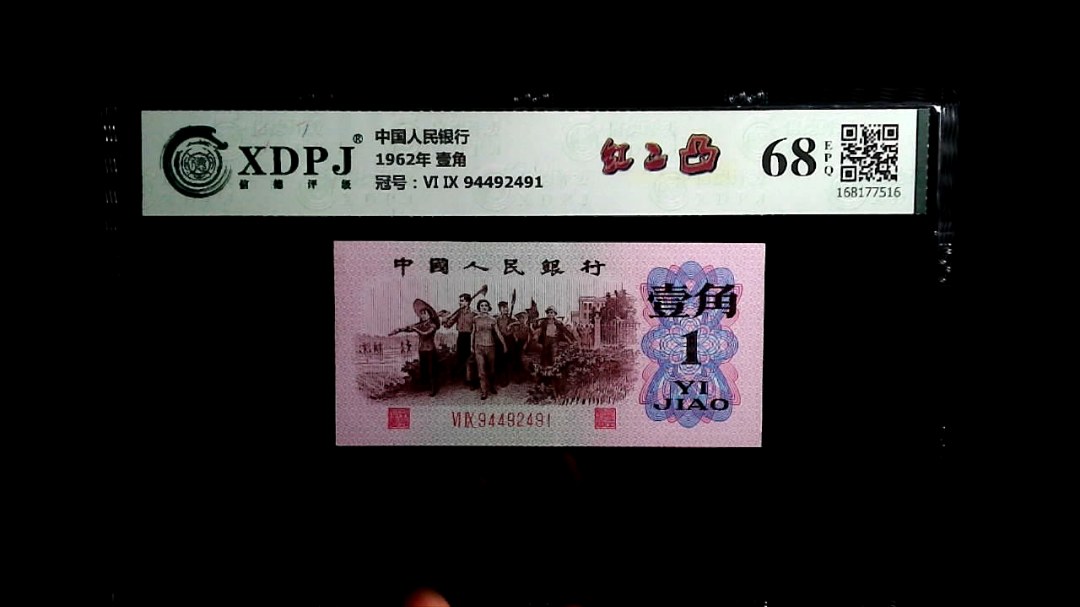 XDPJ®
信德评级
中国人民银行
1962年 壹角
冠号：VI IX 94492491
红二凸
68
EPQ
168177516
中國人民銀行
壹角
1
YI
JIAO
VI IX 94492491